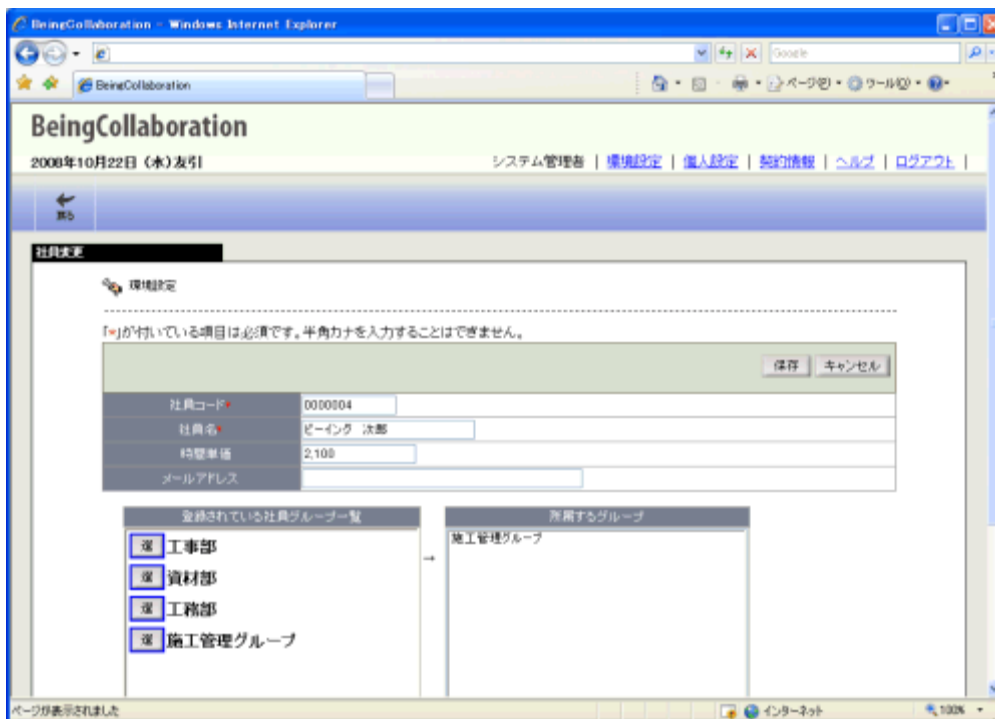 BeingCollaboration - Windows Internet Explorer
Google
BeingCollaboration
ページ(P) ツール(O)
BeingCollaboration
2008年10月22日（水）友引
システム管理者 | 環境設定 | 個人設定 | 契約情報 | ヘルプ | ログアウト |
戻る
社員変更
環境設定
「*」が付いている項目は必須です。半角カナを入力することはできません。
保存 キャンセル
社員コード* 0000004
社員名* ビーイング 次郎
時間単価 2,100
メールアドレス
登録されている社員グループ一覧
所属するグループ
選 工事部
選 資材部
選 工務部
選 施工管理グループ
→
施工管理グループ
ページが表示されました
インターネット
100%